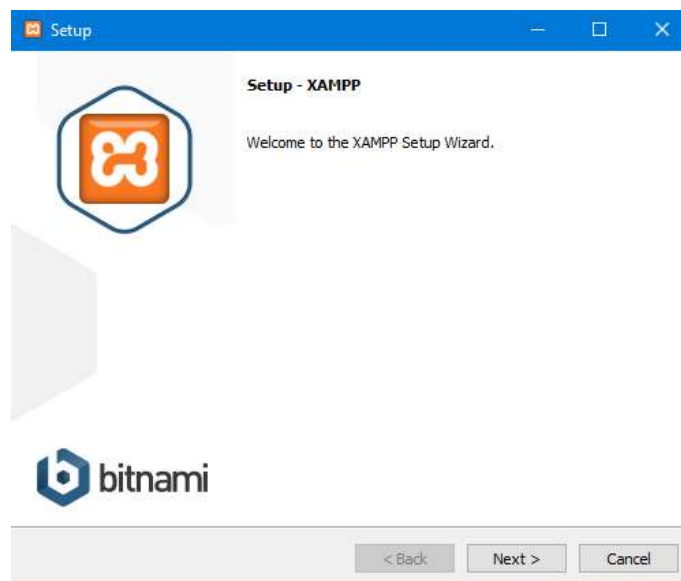 Setup
Setup - XAMPP
Welcome to the XAMPP Setup Wizard.
bitnami
< Back
Next >
Cancel